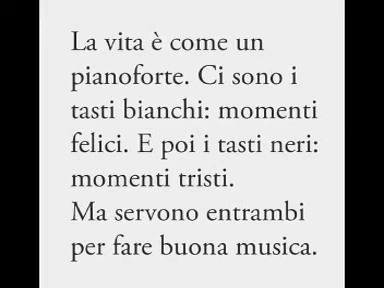 La vita è come un
pianoforte. Ci sono i
tasti bianchi: momenti
felici. E poi i tasti neri:
momenti tristi.
Ma servono entrambi
per fare buona musica.